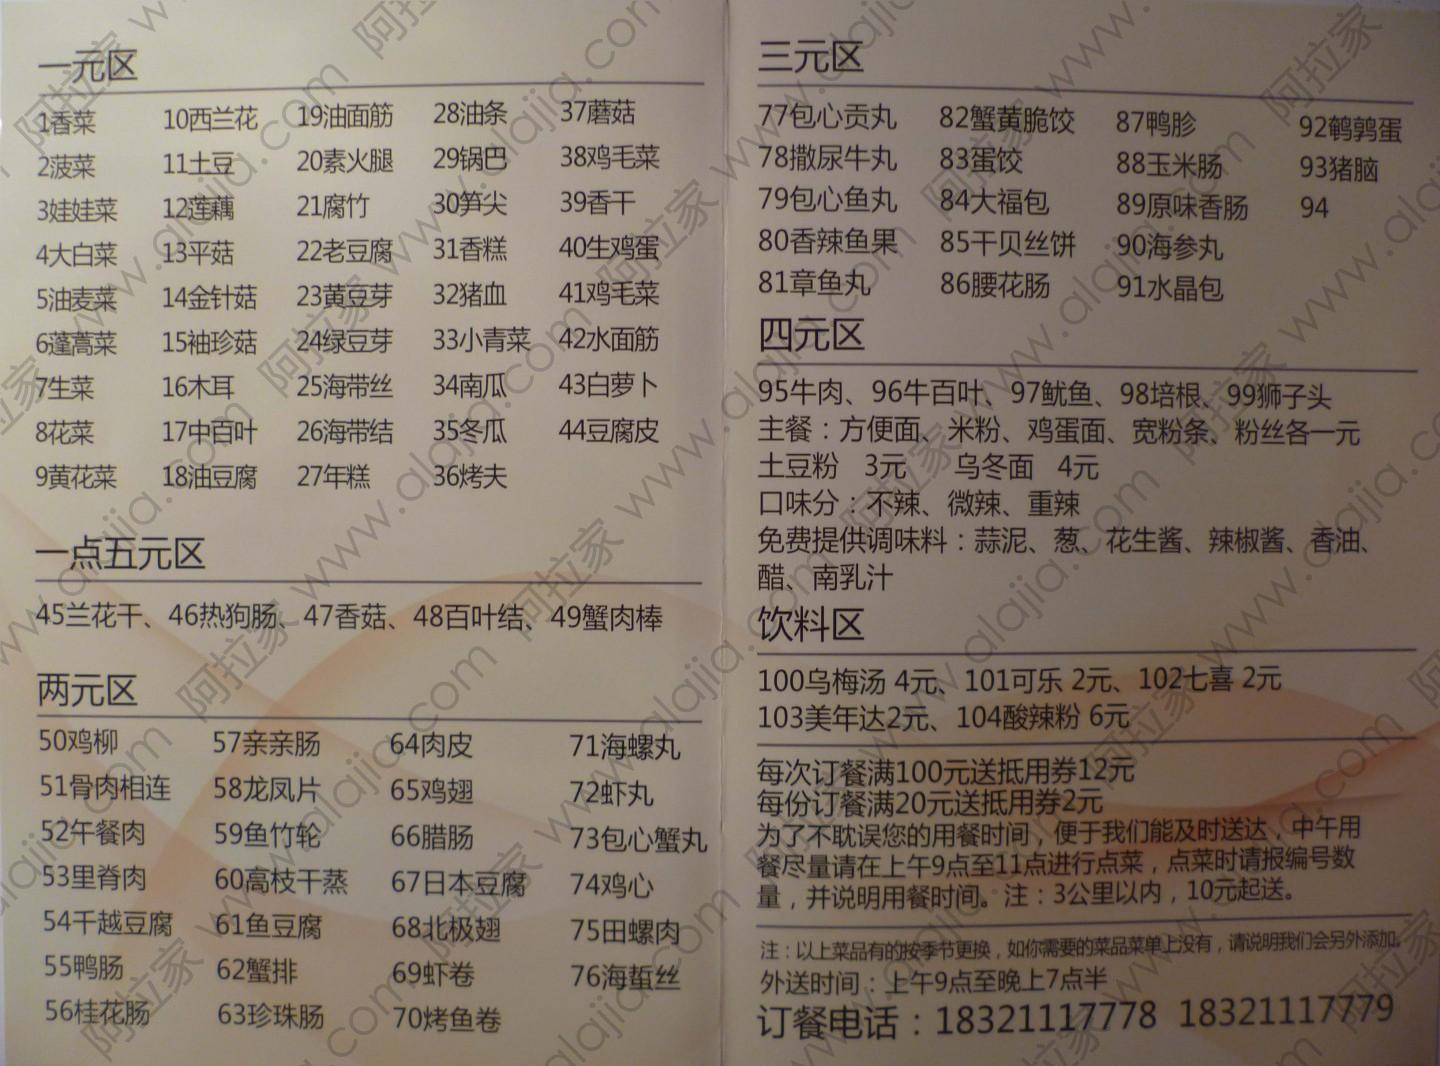 一元区
1香菜 10西兰花 19油面筋 28油条 37蘑菇
2菠菜 11土豆 20素火腿 29锅巴 38鸡毛菜
3娃娃菜 12莲藕 21腐竹 30笋尖 39香干
4大白菜 13平菇 22老豆腐 31香糕 40生鸡蛋
5油麦菜 14金针菇 23黄豆芽 32猪血 41鸡毛菜
6蓬蒿菜 15袖珍菇 24绿豆芽 33小青菜 42水面筋
7生菜 16木耳 25海带丝 34南瓜 43白萝卜
8花菜 17中百叶 26海带结 35冬瓜 44豆腐皮
9黄花菜 18油豆腐 27年糕 36烤夫
一点五元区
45兰花干、46热狗肠、47香菇、48百叶结、49蟹肉棒
两元区
50鸡柳 57亲亲肠 64肉皮 71海螺丸
51骨肉相连 58龙凤片 65鸡翅 72虾丸
52午餐肉 59鱼竹轮 66腊肠 73包心蟹丸
53里脊肉 60高枝干蒸 67日本豆腐 74鸡心
54千越豆腐 61鱼豆腐 68北极翅 75田螺肉
55鸭肠 62蟹排 69虾卷 76海蜇丝
56桂花肠 63珍珠肠 70烤鱼卷
三元区
77包心贡丸 82蟹黄脆饺 87鸭胗 92鹌鹑蛋
78撒尿牛丸 83蛋饺 88玉米肠 93猪脑
79包心鱼丸 84大福包 89原味香肠 94
80香辣鱼果 85干贝丝饼 90海参丸
81章鱼丸 86腰花肠 91水晶包
四元区
95牛肉、96牛百叶、97鱿鱼、98培根、99狮子头
主餐：方便面、米粉、鸡蛋面、宽粉条、粉丝各一元
土豆粉 3元 乌冬面 4元
口味分：不辣、微辣、重辣
免费提供调味料：蒜泥、葱、花生酱、辣椒酱、香油、
醋、南乳汁
饮料区
100乌梅汤 4元、101可乐 2元、102七喜 2元
103美年达2元、104酸辣粉 6元
每次订餐满100元送抵用券12元
每份订餐满20元送抵用券2元
为了不耽误您的用餐时间，便于我们能及时送达，中午用
餐尽量请在上午9点至11点进行点菜，点菜时请报编号数
量，并说明用餐时间。注：3公里以内，10元起送。
注：以上菜品有的按季节更换，如你需要的菜品菜单上没有，请说明我们会另外添加。
外送时间：上午9点至晚上7点半
订餐电话：18321117778 18321117779
阿拉家 www.alajia.com